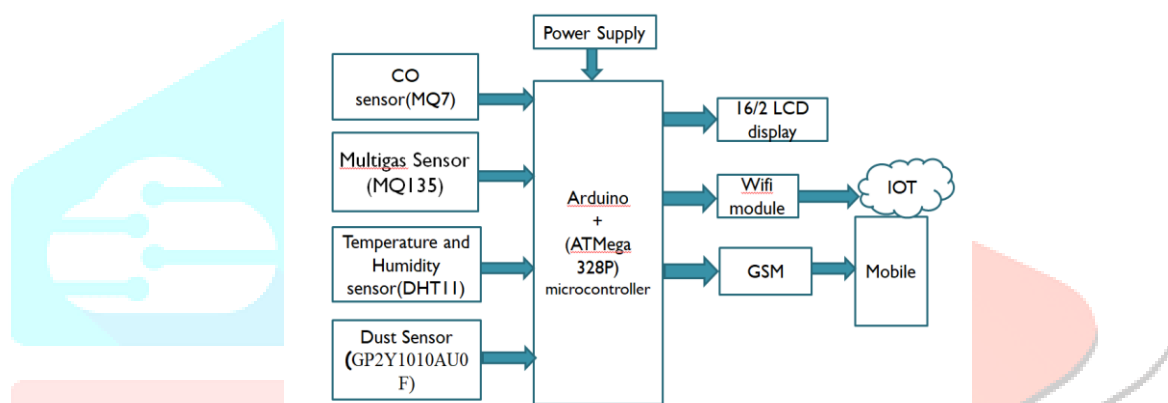 Power Supply
CO
sensor(MQ7)
Multigas Sensor
(MQ135)
Temperature and
Humidity
sensor(DHT11)
Dust Sensor
(GP2Y1010AU0
F)
Arduino
+
(ATMega
328P)
microcontroller
16/2 LCD
display
Wifi
module
IOT
GSM
Mobile